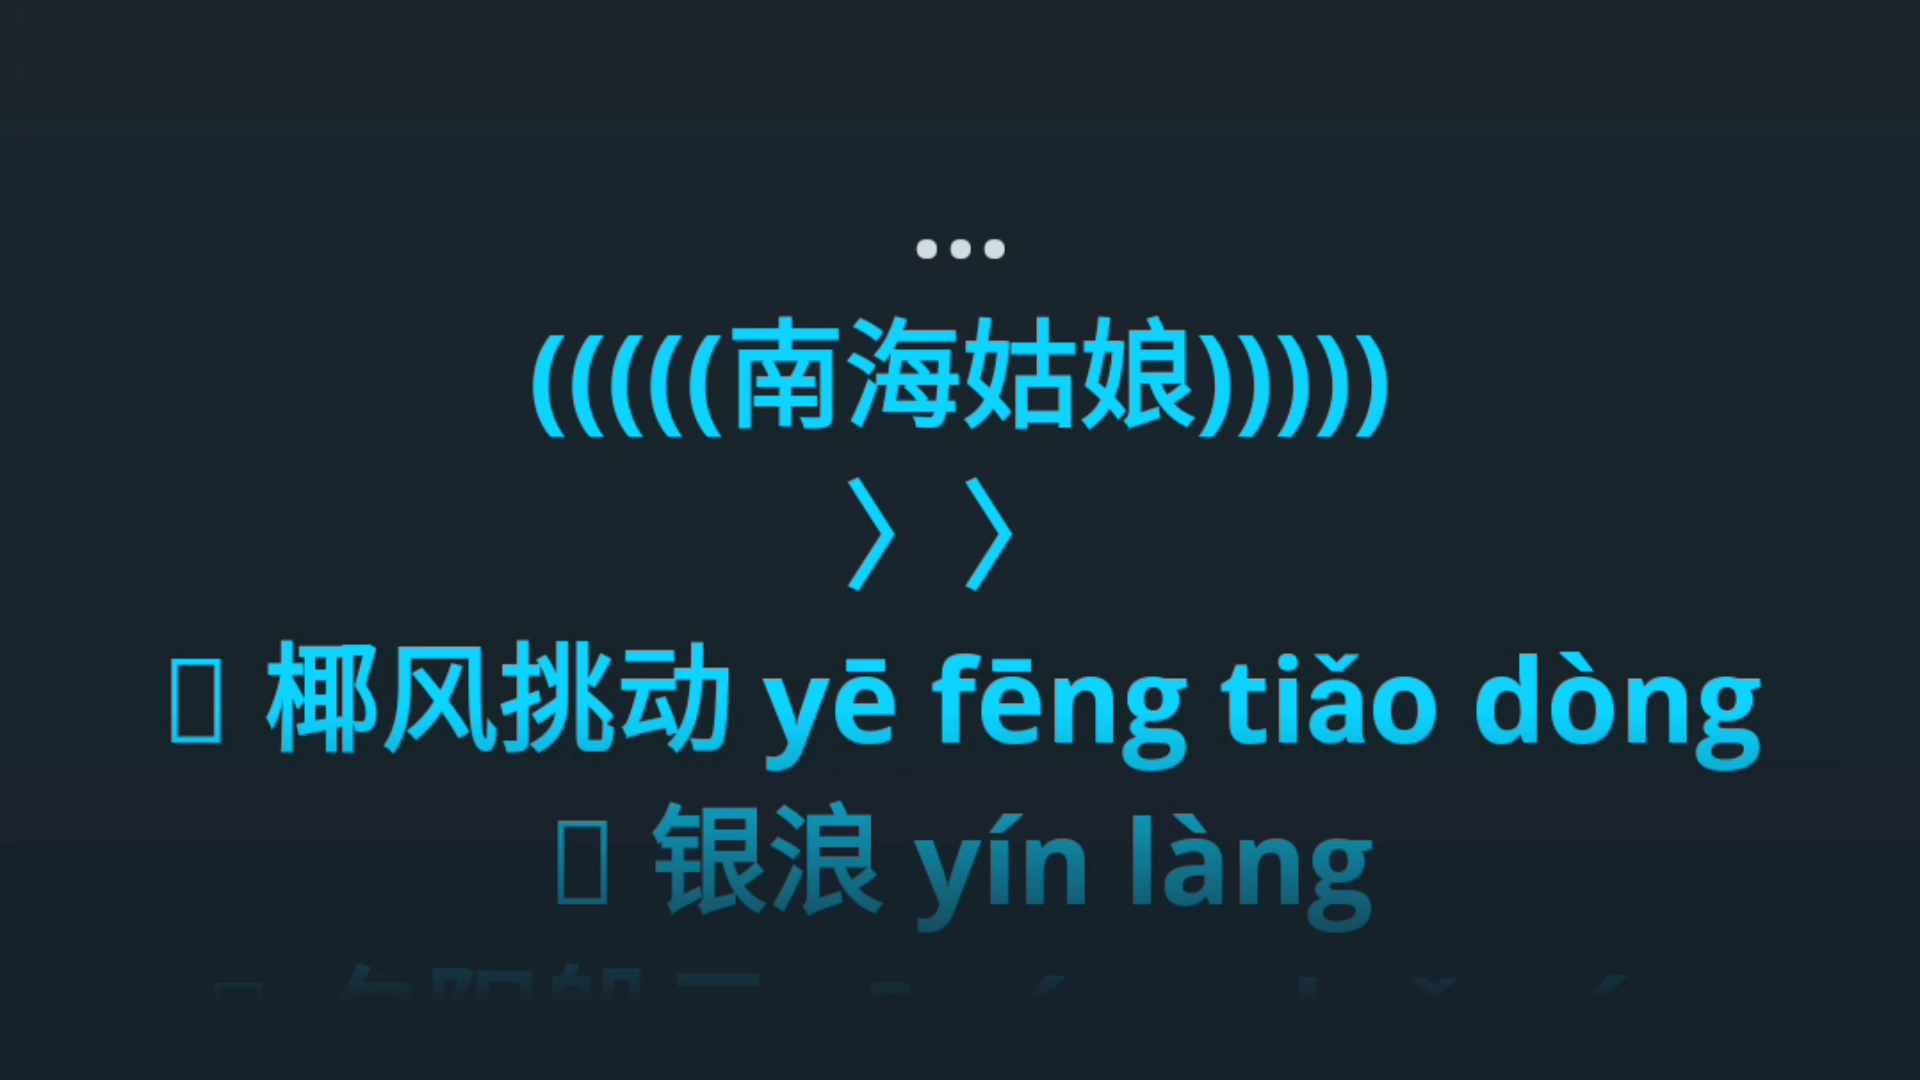 ...
(((((南海姑娘)))))
〉〉
椰风挑动 yē fēng tiǎo dòng
银浪 yín làng